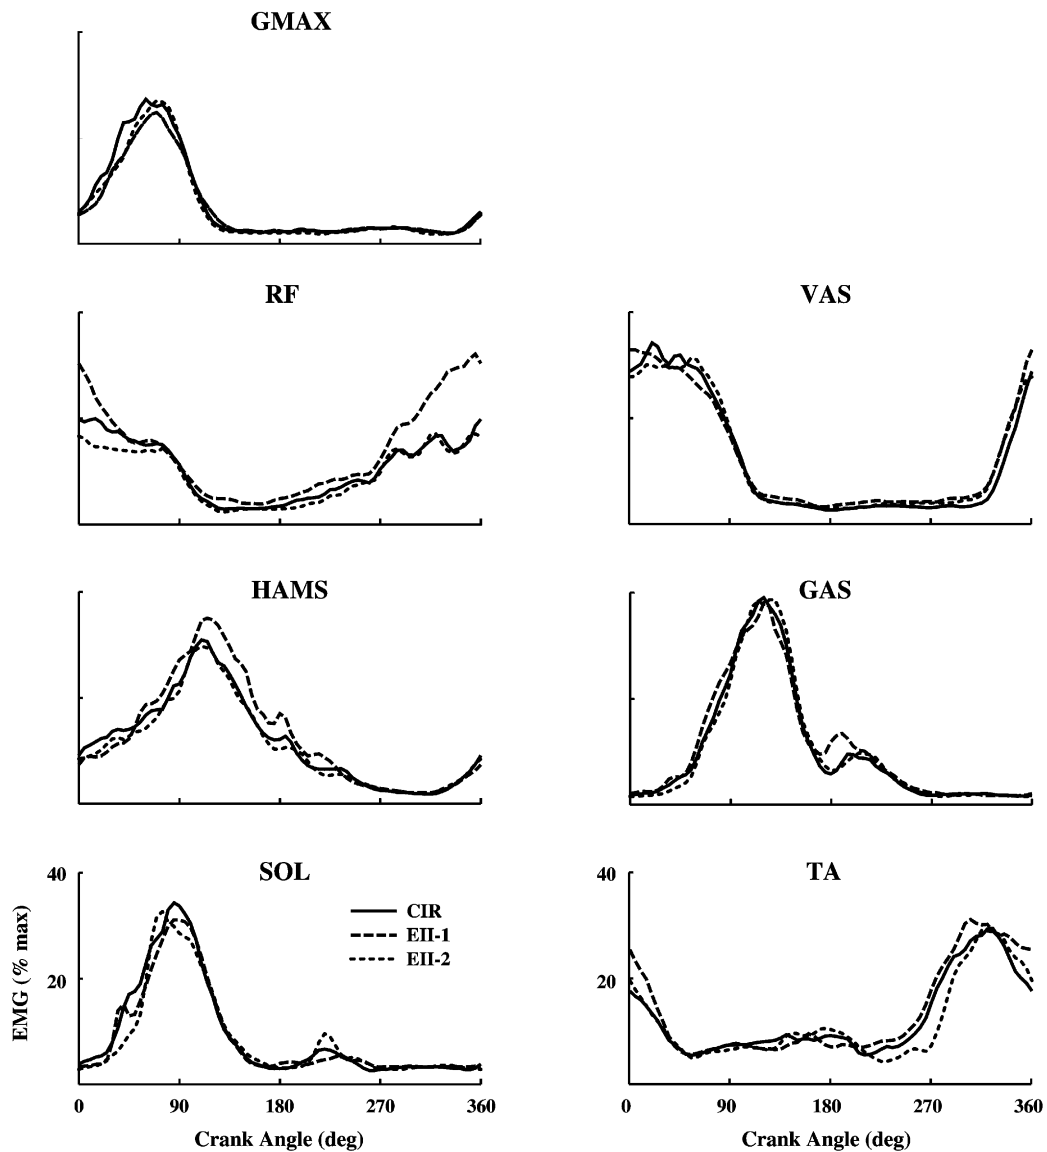 GMAX
RF
VAS
HAMS
GAS
SOL
TA
40
20
EMG (% max)
CIR
EII-1
EII-2
0 90 180 270 360
Crank Angle (deg)
40
20
0 90 180 270 360
Crank Angle (deg)